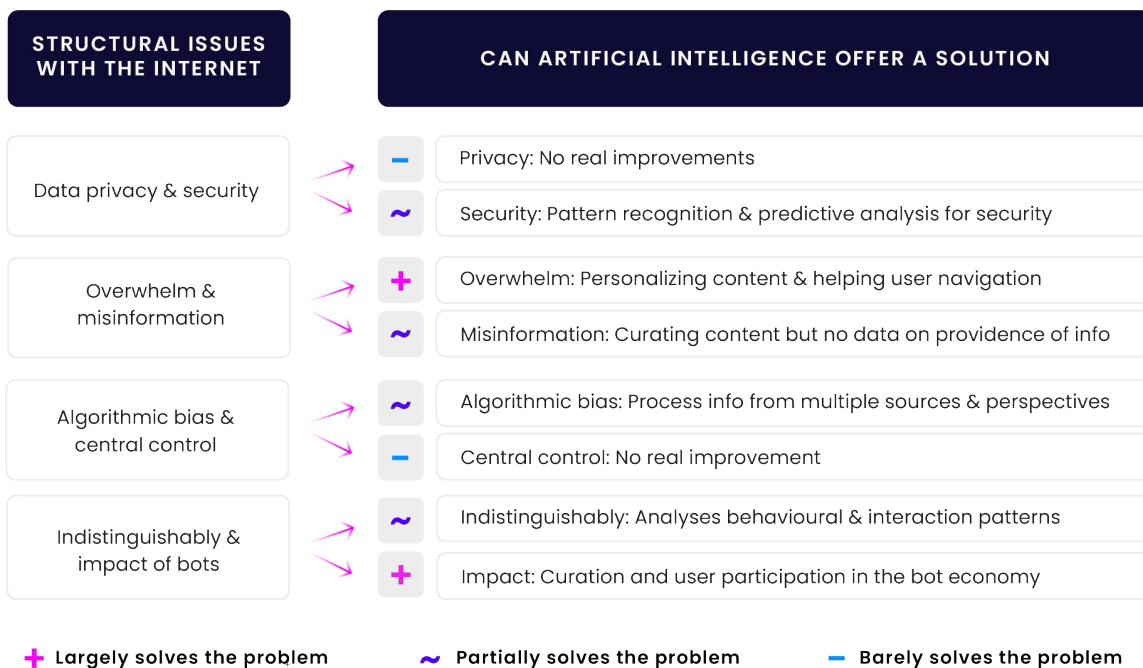 STRUCTURAL ISSUES
WITH THE INTERNET
CAN ARTIFICIAL INTELLIGENCE OFFER A SOLUTION
Data privacy & security
− Privacy: No real improvements
~ Security: Pattern recognition & predictive analysis for security
Overwhelm &
misinformation
+ Overwhelm: Personalizing content & helping user navigation
~ Misinformation: Curating content but no data on providence of info
Algorithmic bias &
central control
~ Algorithmic bias: Process info from multiple sources & perspectives
− Central control: No real improvement
Indistinguishably &
impact of bots
~ Indistinguishably: Analyses behavioural & interaction patterns
+ Impact: Curation and user participation in the bot economy
+ Largely solves the problem
~ Partially solves the problem
− Barely solves the problem